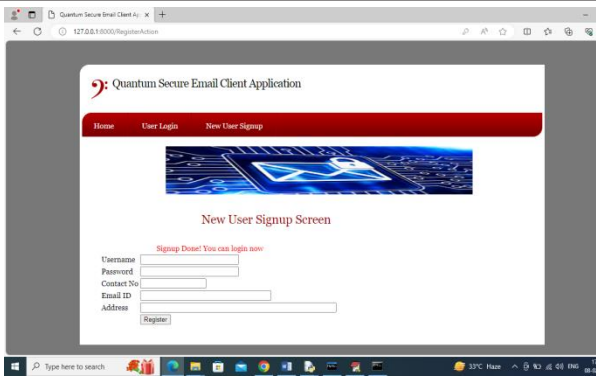 Quantum Secure Email Client Ap
127.0.0.1:8000/RegisterAction
Quantum Secure Email Client Application
Home User Login New User Signup
New User Signup Screen
Signup Done! You can login now
Username
Password
Contact No
Email ID
Address
Register
Type here to search
33°C Haze
ENG